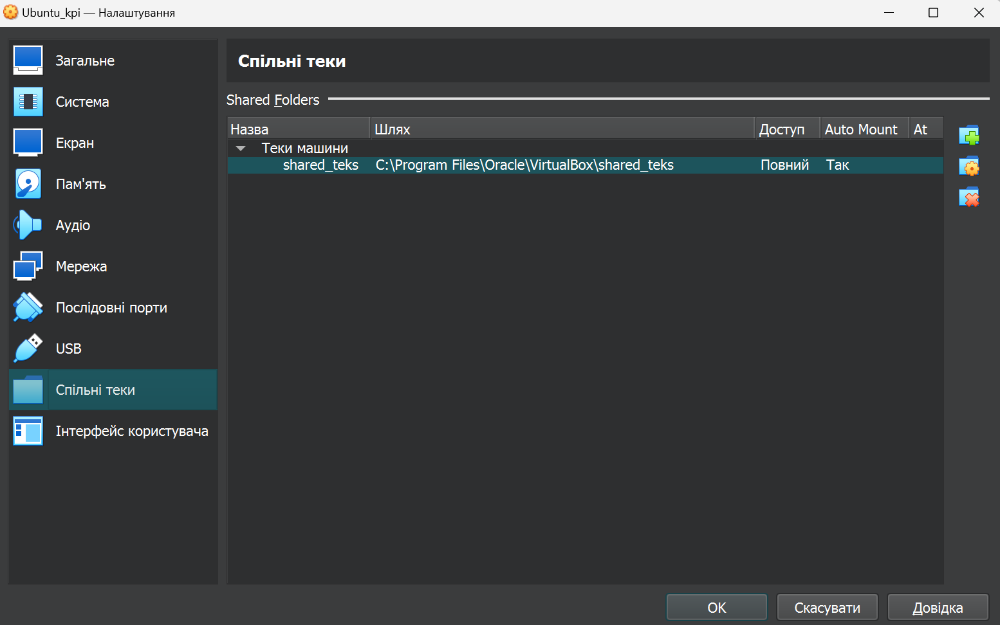 Ubuntu_kpi — Налаштування
Загальне
Система
Екран
Пам'ять
Аудіо
Мережа
Послідовні порти
USB
Спільні теки
Інтерфейс користувача
Спільні теки
Shared Folders
Назва Шлях Доступ Auto Mount At
Теки машини
shared_teks C:\Program Files\Oracle\VirtualBox\shared_teks Повний Так
OK Скасувати Довідка